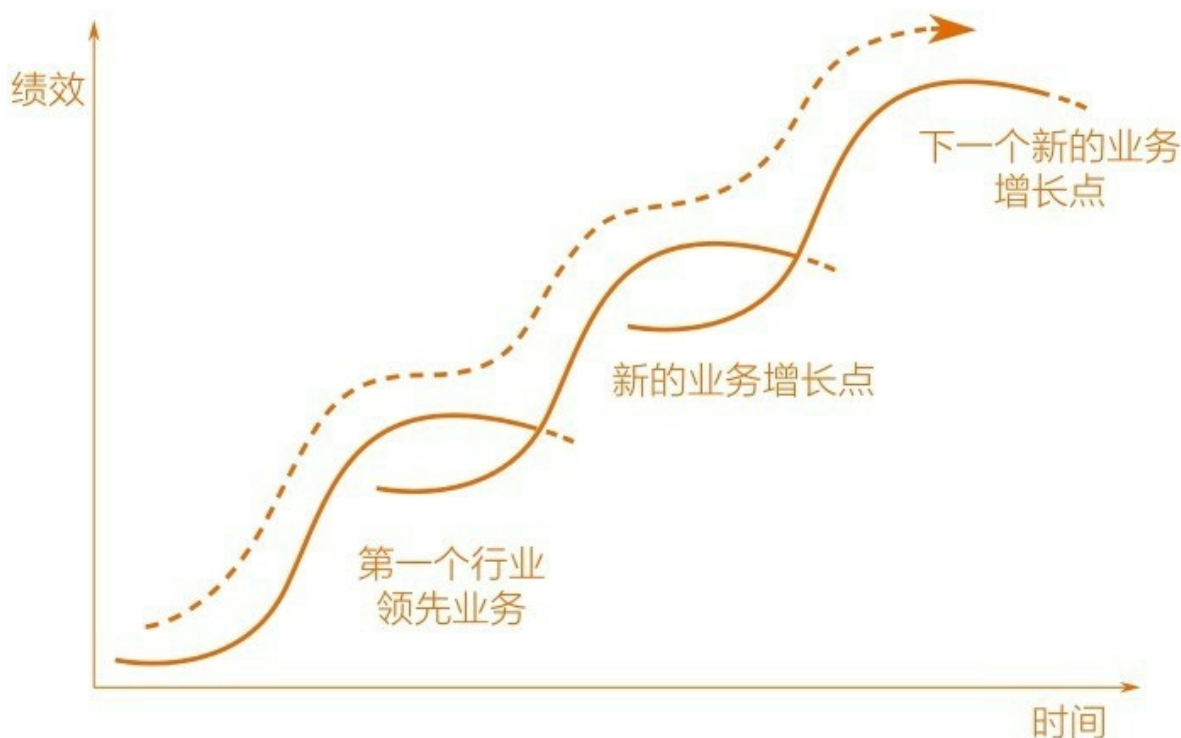 绩效
下一个新的业务
增长点
新的业务增长点
第一个行业
领先业务
时间